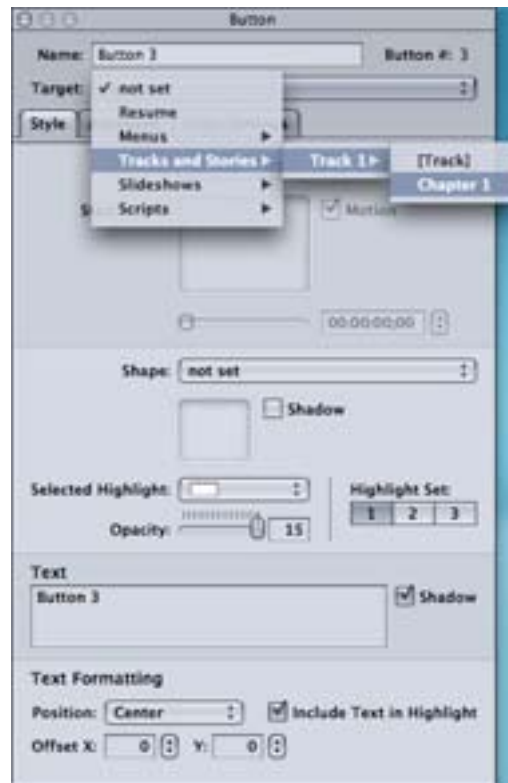 Button
Name: Button 3 Button #: 3
Target: ✓ not set
Resume
Style
Menus
Tracks and Stories Track 1 [Track]
Chapter 1
Slideshows
Scripts
Motion
00:00:00;00
Shape: not set
Shadow
Selected Highlight: Highlight Set:
1 2 3
Opacity: 15
Text
Button 3
Shadow
Text Formatting
Position: Center Include Text in Highlight
Offset X: 0 Y: 0